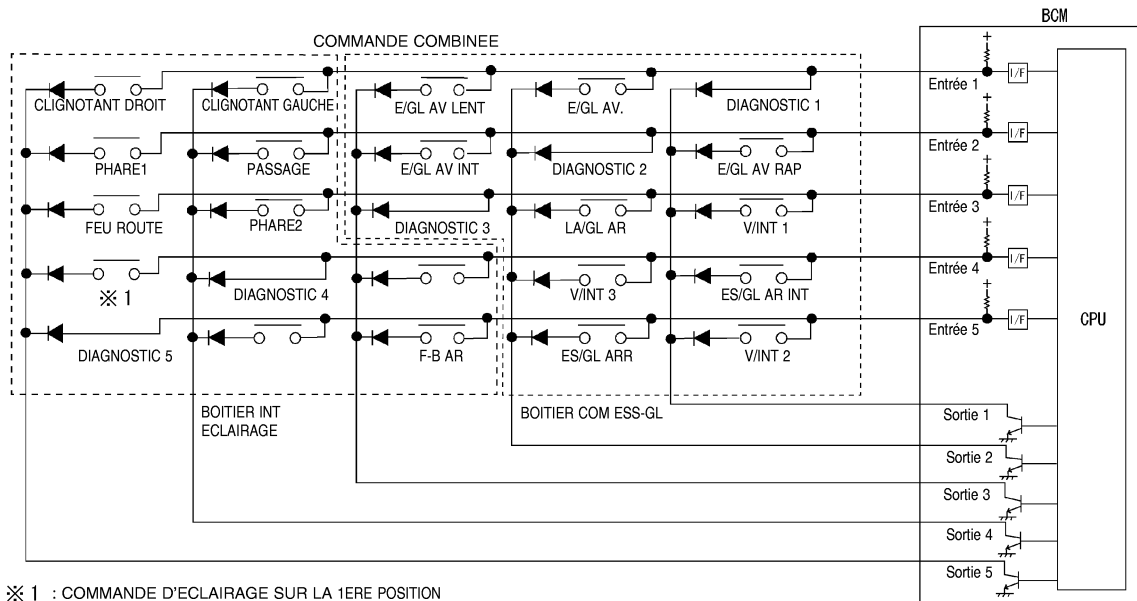 BCM
COMMANDE COMBINEE
CLIGNOTANT DROIT
CLIGNOTANT GAUCHE
E/GL AV LENT
E/GL AV.
DIAGNOSTIC 1
Entrée 1
I/F
PHARE1
PASSAGE
E/GL AV INT
DIAGNOSTIC 2
E/GL AV RAP
Entrée 2
I/F
FEU ROUTE
PHARE2
DIAGNOSTIC 3
LA/GL AR
V/INT 1
Entrée 3
I/F
※ 1
DIAGNOSTIC 4
V/INT 3
ES/GL AR INT
Entrée 4
I/F
DIAGNOSTIC 5
F-B AR
ES/GL ARR
V/INT 2
Entrée 5
I/F
CPU
BOITIER INT
ECLAIRAGE
BOITIER COM ESS-GL
Sortie 1
Sortie 2
Sortie 3
Sortie 4
Sortie 5
※ 1 : COMMANDE D'ECLAIRAGE SUR LA 1ERE POSITION